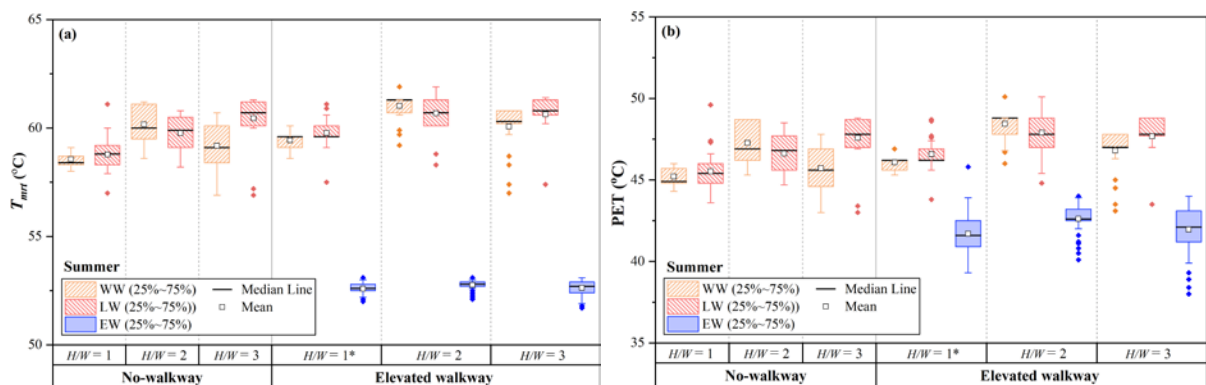 (a)
65
60
55
50
T_mrt (°C)
Summer
WW (25%~75%)
LW (25%~75%))
EW (25%~75%)
Median Line
Mean
H/W = 1
H/W = 2
H/W = 3
H/W = 1*
H/W = 2
H/W = 3
No-walkway
Elevated walkway
(b)
55
50
45
40
35
PET (°C)
Summer
WW (25%~75%)
LW (25%~75%))
EW (25%~75%)
Median Line
Mean
H/W = 1
H/W = 2
H/W = 3
H/W = 1*
H/W = 2
H/W = 3
No-walkway
Elevated walkway